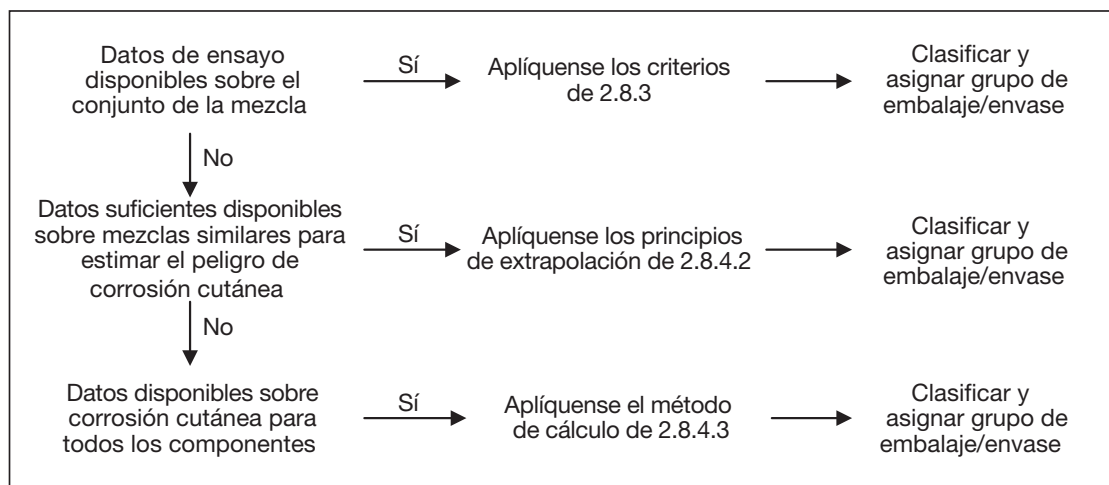 Datos de ensayo
disponibles sobre el
conjunto de la mezcla
Sí
Aplíquense los criterios
de 2.8.3
Clasificar y
asignar grupo de
embalaje/envase
No
Datos suficientes disponibles
sobre mezclas similares para
estimar el peligro de
corrosión cutánea
Sí
Aplíquense los principios
de extrapolación de 2.8.4.2
Clasificar y
asignar grupo de
embalaje/envase
No
Datos disponibles sobre
corrosión cutánea para
todos los componentes
Sí
Aplíquense el método
de cálculo de 2.8.4.3
Clasificar y
asignar grupo de
embalaje/envase